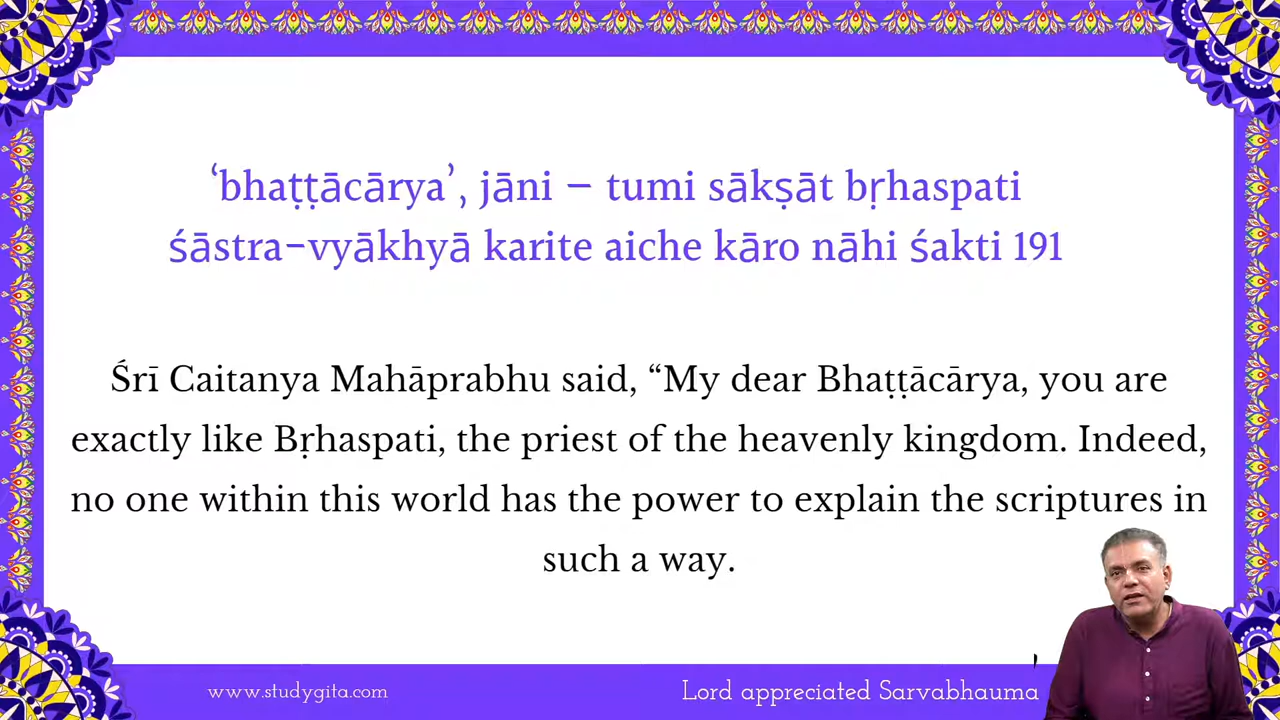 ‘bhaṭṭācārya’, jāni – tumi sākṣāt bṛhaspati
śāstra-vyākhyā karite aiche kāro nāhi śakti 191
Śrī Caitanya Mahāprabhu said, “My dear Bhaṭṭācārya, you are
exactly like Bṛhaspati, the priest of the heavenly kingdom. Indeed,
no one within this world has the power to explain the scriptures in
such a way.
www.studygita.com
Lord appreciated Sarvabhauma